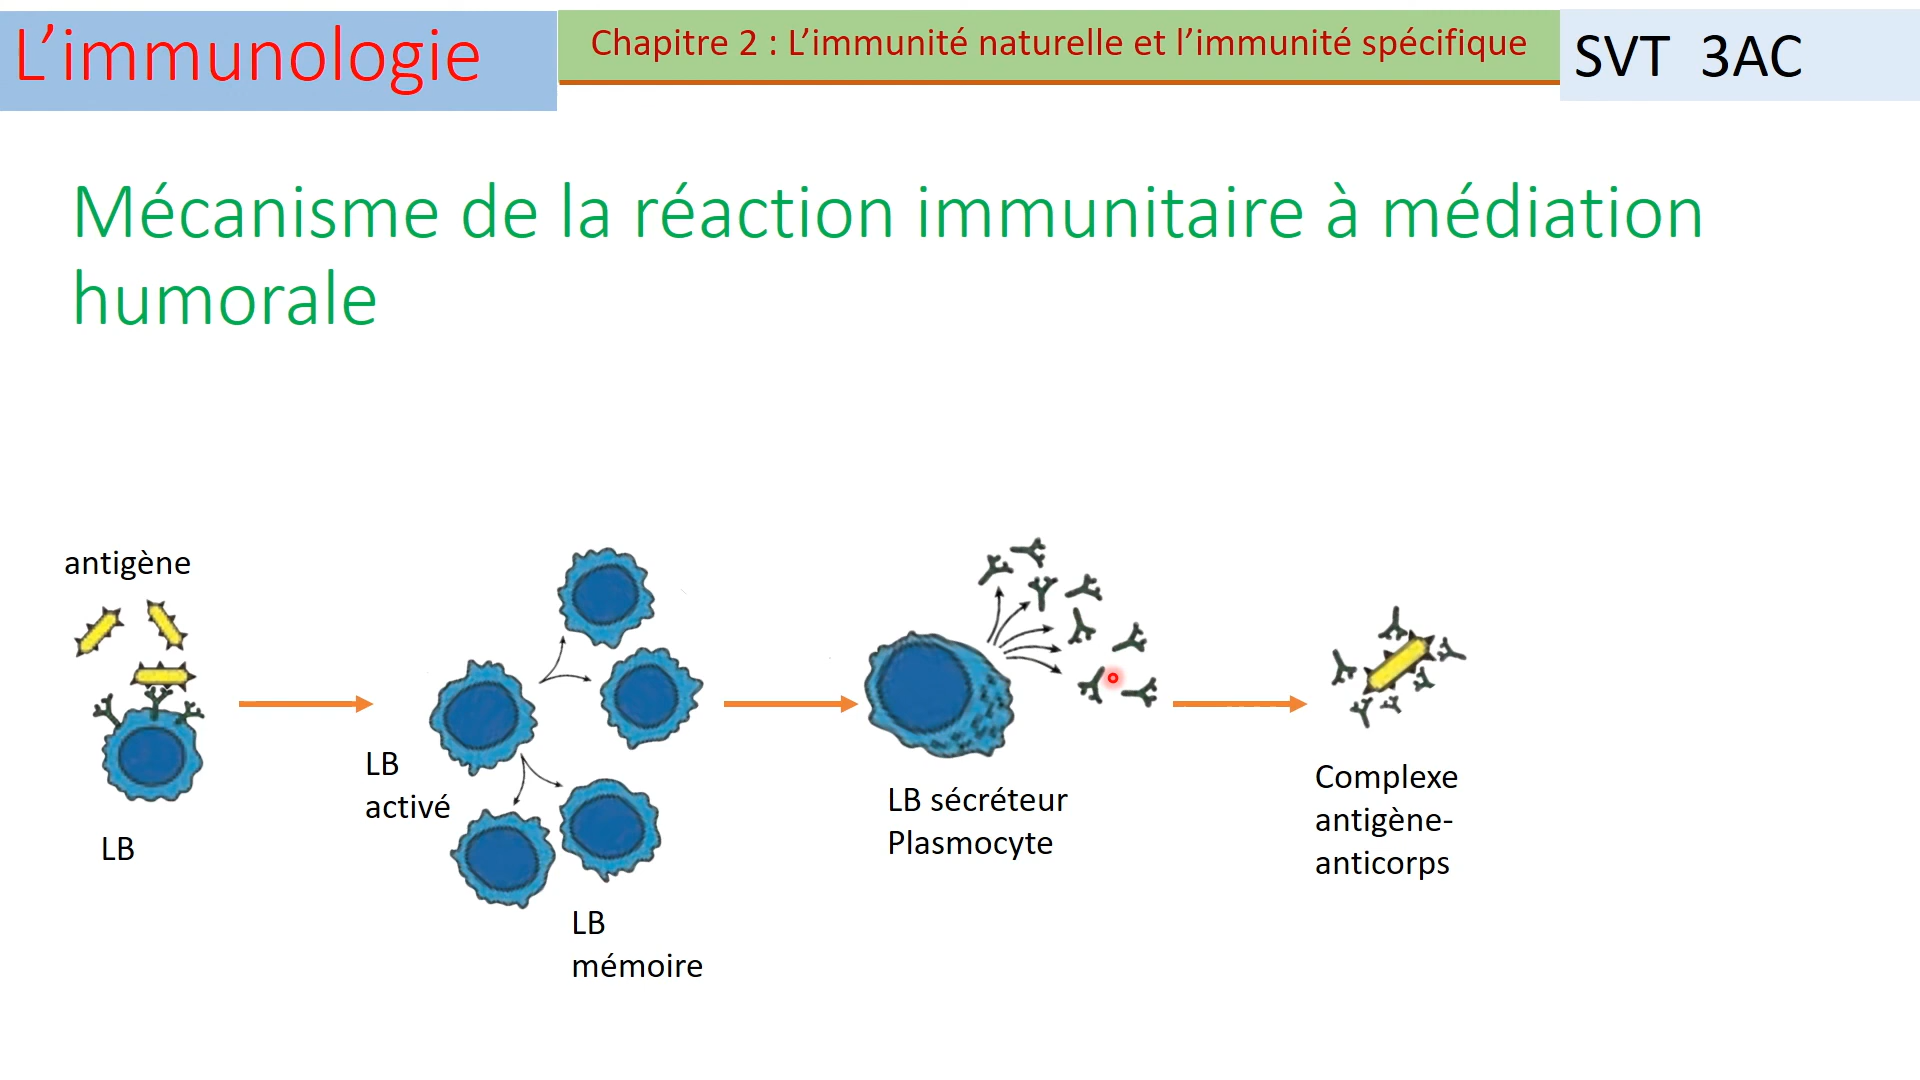 L’immunologie
Chapitre 2 : L’immunité naturelle et l’immunité spécifique
SVT 3AC
Mécanisme de la réaction immunitaire à médiation
humorale
antigène
LB
LB
activé
LB
mémoire
LB sécréteur
Plasmocyte
Complexe
antigène-
anticorps